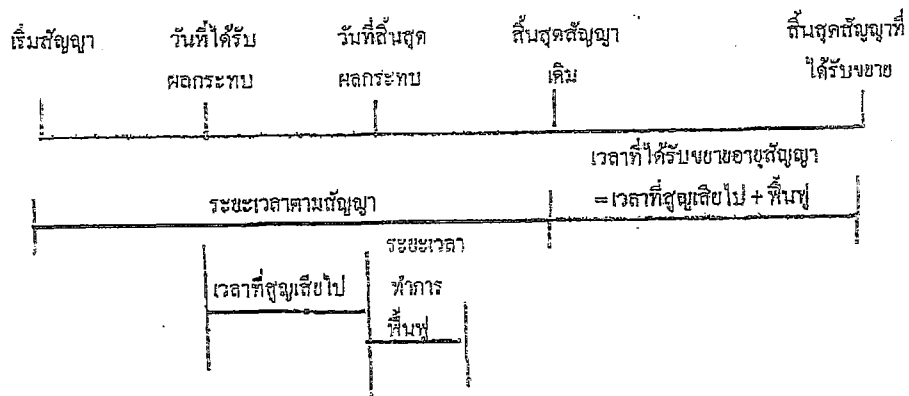 เริ่มสัญญา วันที่ได้รับ วันที่สิ้นสุด สิ้นสุดสัญญา สิ้นสุดสัญญาที่
ผลกระทบ ผลกระทบ เดิม ได้รับขยาย
เวลาที่ได้รับขยายอายุสัญญา
ระยะเวลาตามสัญญา =เวลาที่สูญเสียไป + ฟื้นฟู
ระยะเวลา
เวลาที่สูญเสียไป ทำการ
ฟื้นฟู